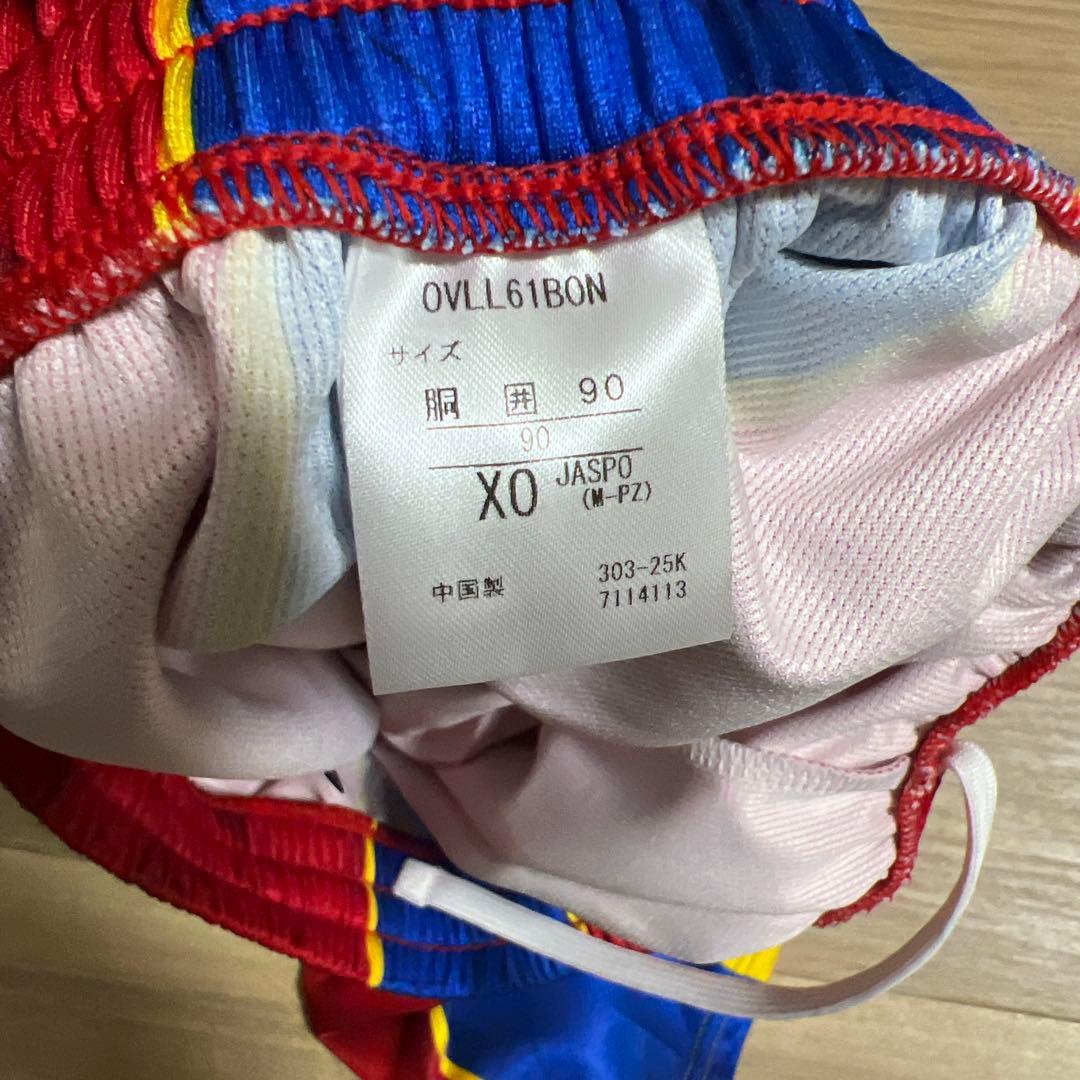 OVLL61BON
サイズ
胴 囲 90
90
XO JASPO
(M-PZ)
303-25K
中国製 7114113